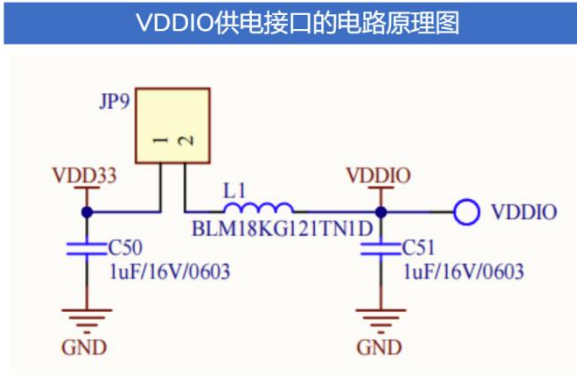 VDDIO供电接口的电路原理图
JP9
1
2
VDD33
L1
VDDIO
VDDIO
BLM18KG121TN1D
C50
C51
1uF/16V/0603
1uF/16V/0603
GND
GND